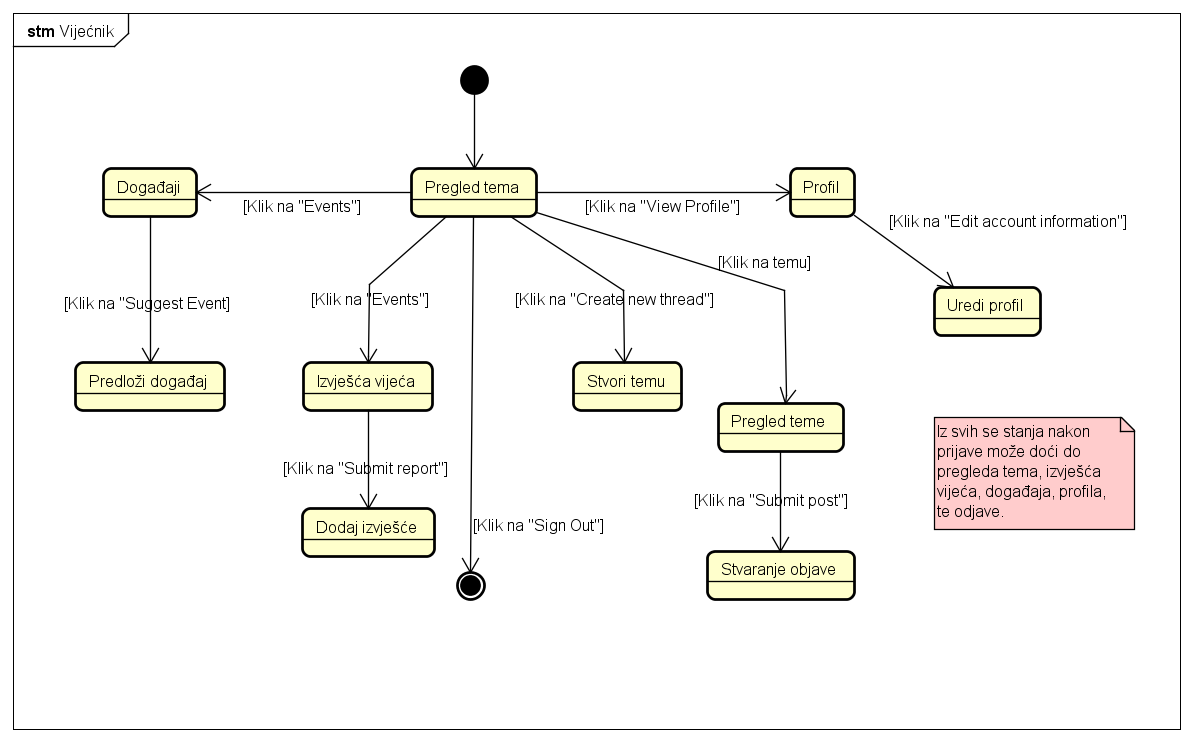 stm Vijećnik
Događaji
Pregled tema
Profil
[Klik na "Events"]
[Klik na "View Profile"]
[Klik na "Edit account information"]
[Klik na temu]
[Klik na "Suggest Event]
[Klik na "Events"]
[Klik na "Create new thread"]
Uredi profil
Predloži događaj
Izvješća vijeća
Stvori temu
Pregled teme
Iz svih se stanja nakon
prijave može doći do
pregleda tema, izvješća
vijeća, događaja, profila,
te odjave.
[Klik na "Submit report"]
[Klik na "Submit post"]
Dodaj izvješće
[Klik na "Sign Out"]
Stvaranje objave